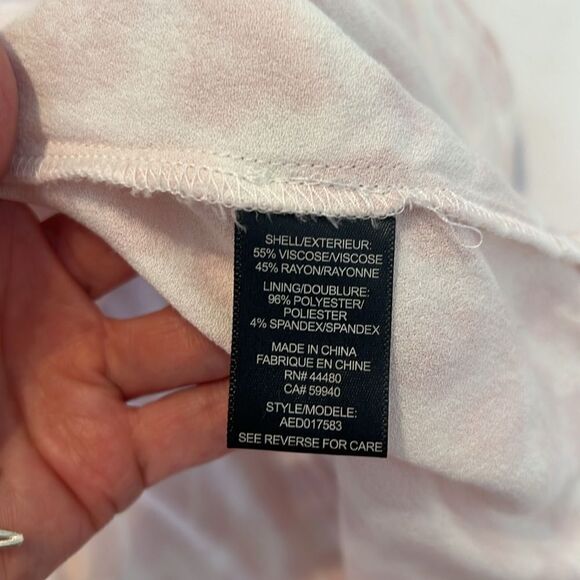 SHELL/EXTERIEUR:
55% VISCOSE/VISCOSE
45% RAYON/RAYONNE
LINING/DOUBLURE:
96% POLYESTER/
POLIESTER
4% SPANDEX/SPANDEX
MADE IN CHINA
FABRIQUE EN CHINE
RN# 44480
CA# 59940
STYLE/MODELE:
AED017583
SEE REVERSE FOR CARE